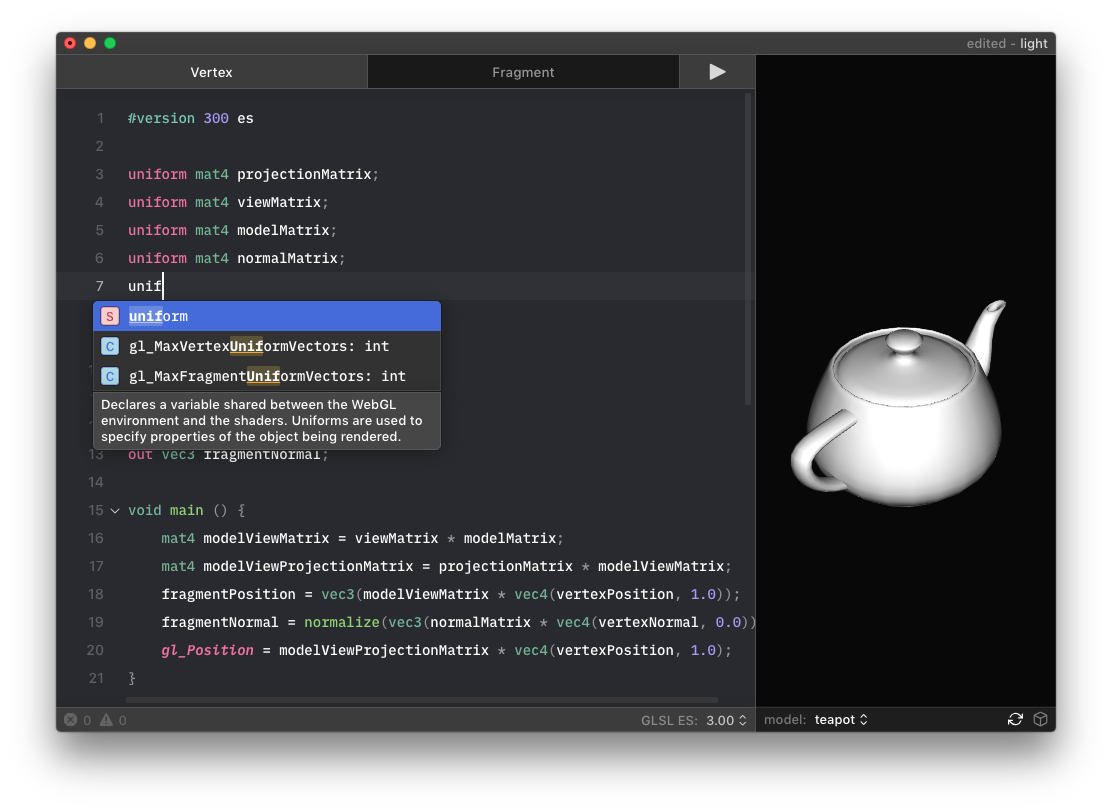 edited - light
Vertex
Fragment
1 #version 300 es
2
3 uniform mat4 projectionMatrix;
4 uniform mat4 viewMatrix;
5 uniform mat4 modelMatrix;
6 uniform mat4 normalMatrix;
7 unif
S uniform
C gl_MaxVertexUniformVectors: int
C gl_MaxFragmentUniformVectors: int
Declares a variable shared between the WebGL
environment and the shaders. Uniforms are used to
specify properties of the object being rendered.
13 out vec3 fragmentNormal;
14
15 void main () {
16 mat4 modelViewMatrix = viewMatrix * modelMatrix;
17 mat4 modelViewProjectionMatrix = projectionMatrix * modelViewMatrix;
18 fragmentPosition = vec3(modelViewMatrix * vec4(vertexPosition, 1.0));
19 fragmentNormal = normalize(vec3(normalMatrix * vec4(vertexNormal, 0.0))
20 gl_Position = modelViewProjectionMatrix * vec4(vertexPosition, 1.0);
21 }
0 0
GLSL ES: 3.00
model: teapot